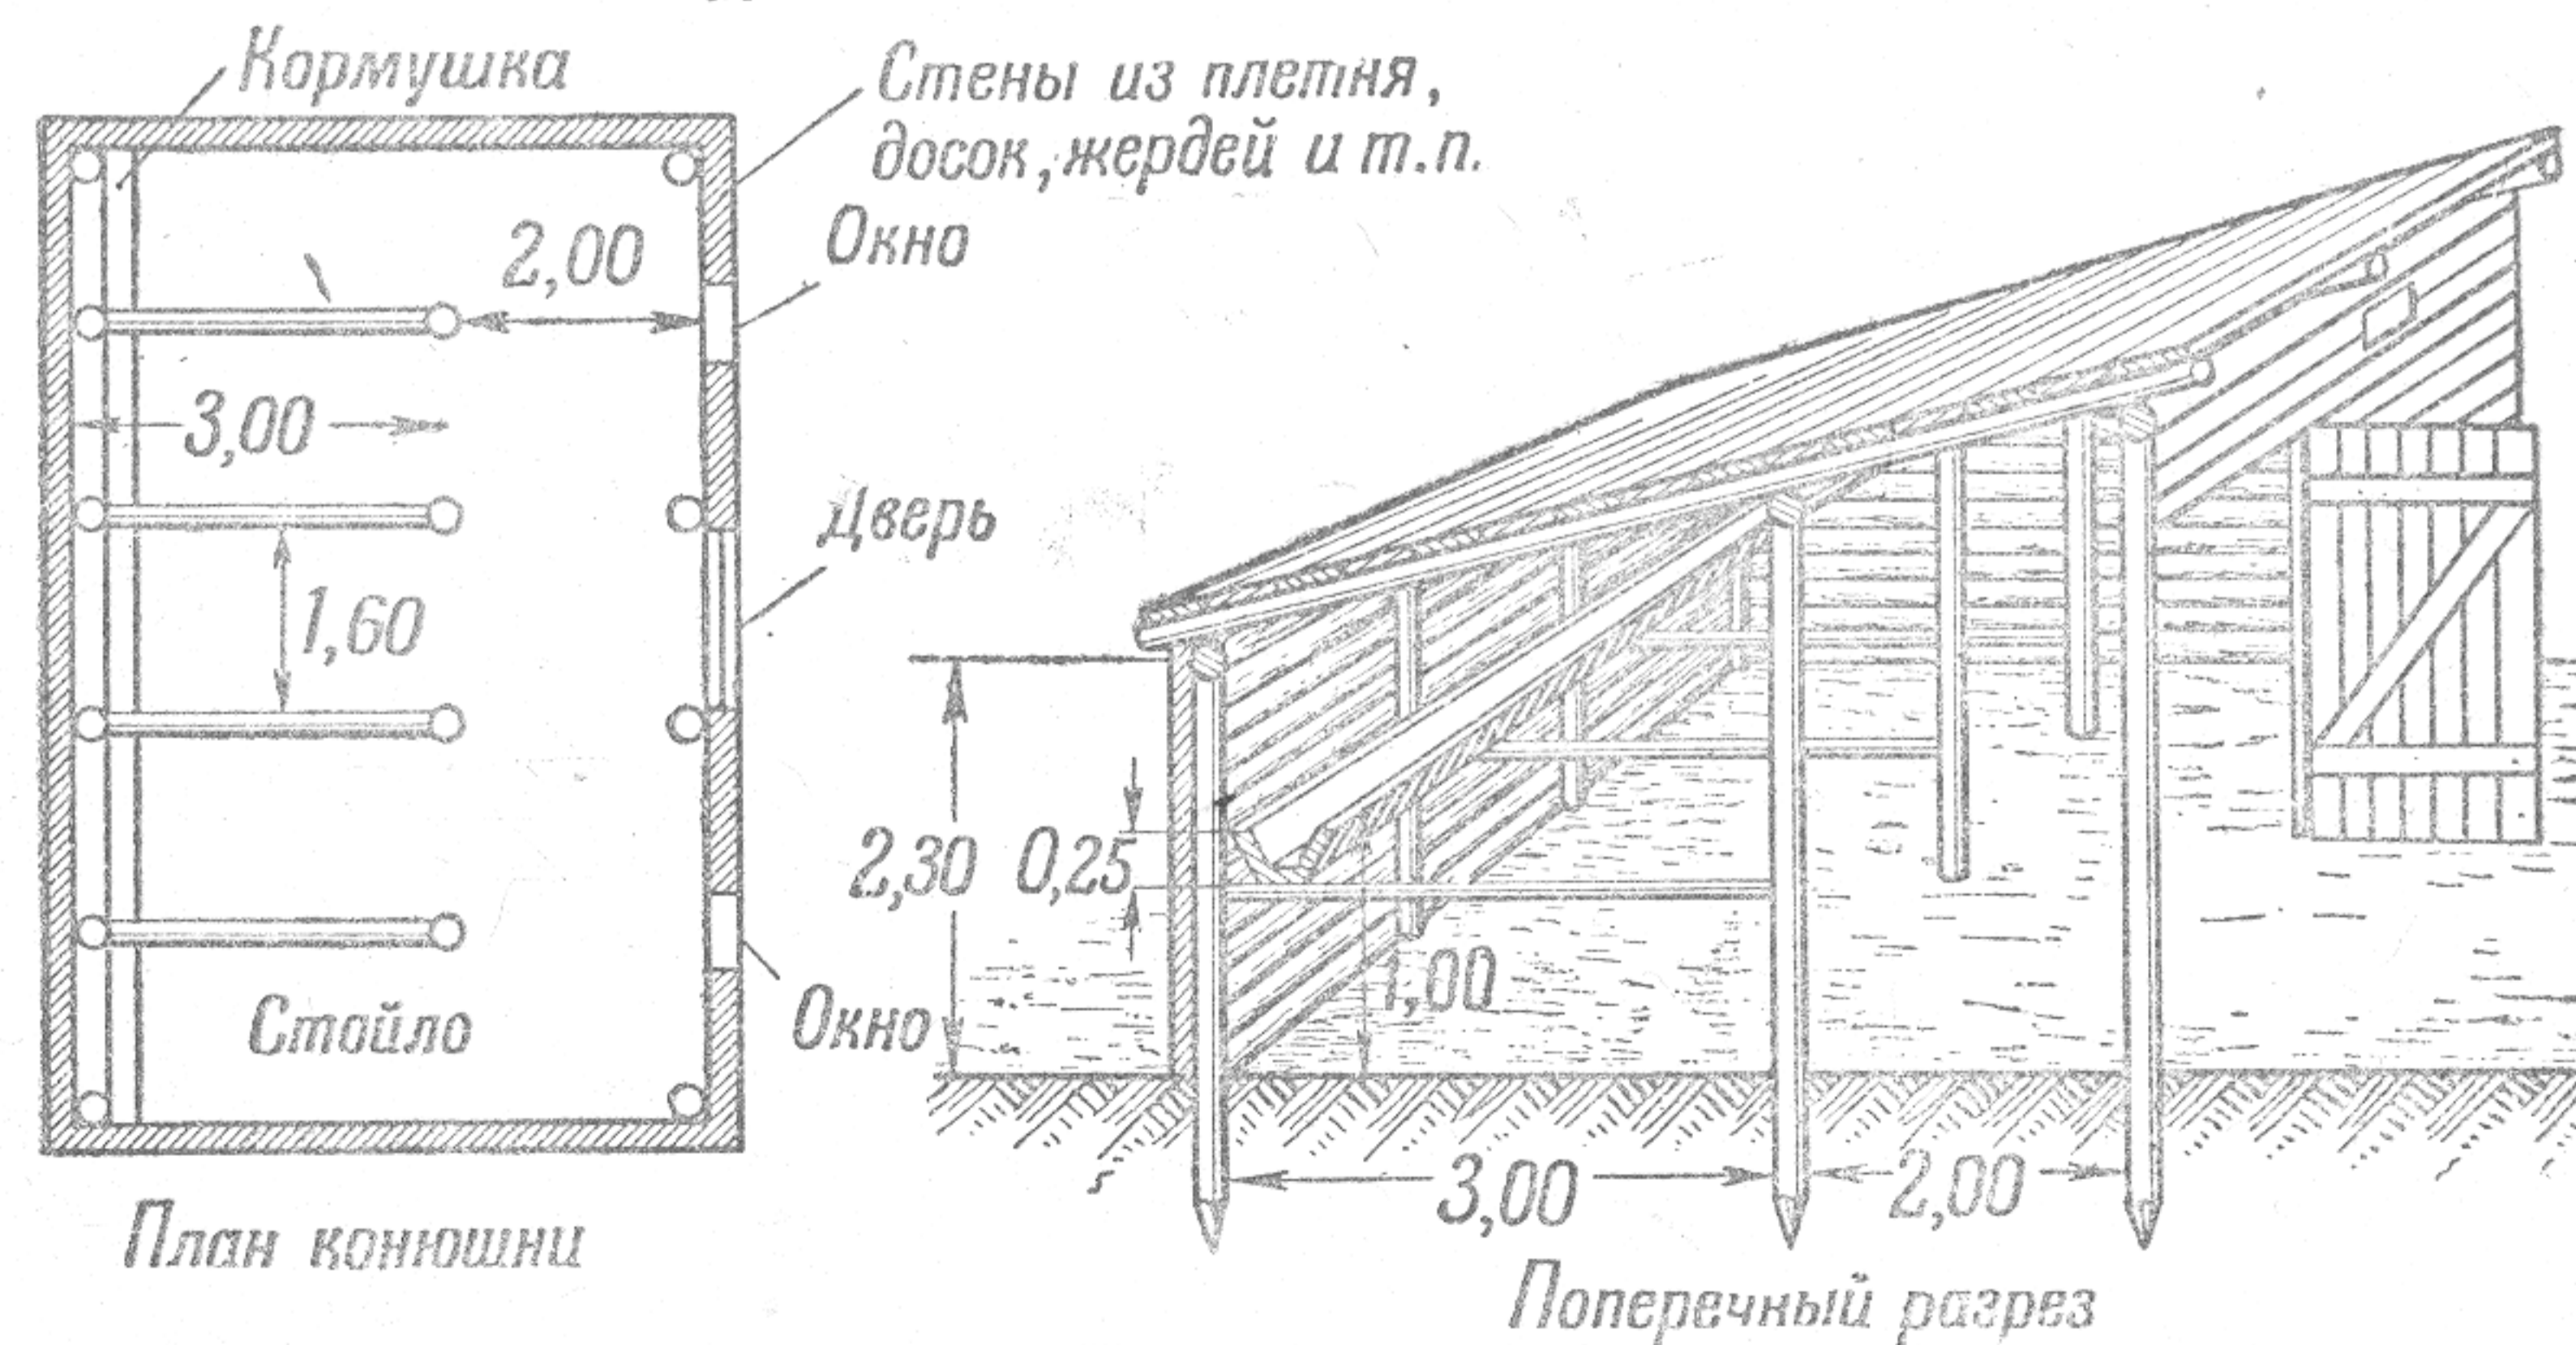 Кормушка
Стены из плетня,
досок, жердей и т.п.
Окно
2,00
3,00
Дверь
1,60
Окно
Стойло
План конюшни
2,30
0,25
1,00
3,00
2,00
Поперечный разрез